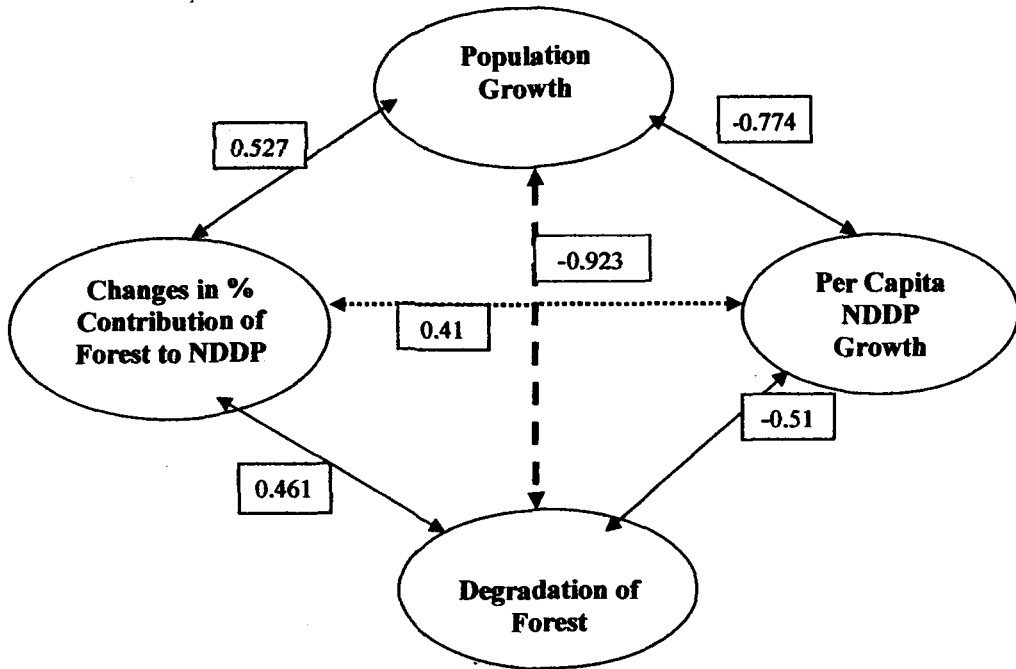 Population
Growth
-0.774
0.527
-0.923
Changes in %
Contribution of
Forest to NDDP
Per Capita
NDDP
Growth
0.41
-0.51
0.461
Degradation of
Forest